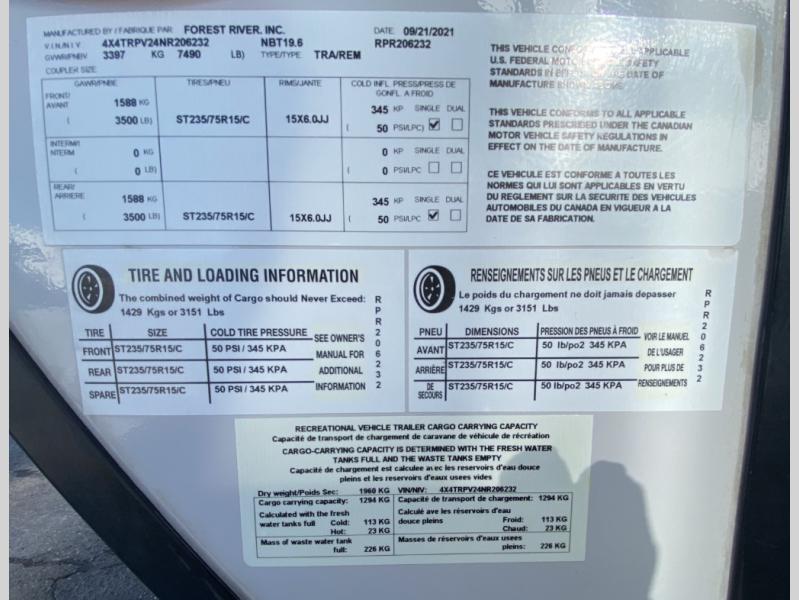 MANUFACTURED BY / FABRIQUE PAR: FOREST RIVER, INC. DATE 09/21/2021
V.I.N./N.I.V. 4X4TRPV24NR206232 NBT19.6 RPR206232
GVWR/PNBV 3397 KG 7490 LB) TYPE/TYPE TRA/REM
COUPLER SIZE
GAWR/PNBE TIRES/PNEU RIMS/JANTE COLD INFL PRESS/PRESS DE
GONFL A FROID
FRONT/ 345 KP SINGLE DUAL
AVANT 1588 KG
( 3500 LB) ST235/75R15/C 15X6.0JJ ( 50 PSI/LPC)
INTERM/ 0 KP SINGLE DUAL
NTERM 0 KG
( 0 LB) ( 0 PSI/LPC
REAR/ 345 KP SINGLE DUAL
ARRIERE 1588 KG
( 3500 LB) ST235/75R15/C 15X6.0JJ ( 50 PSI/LPC
THIS VEHICLE APPLICABLE
U.S. FEDERAL SAFETY
STANDARDS IN DATE OF
MANUFACTURE
THIS VEHICLE CONFORMS TO ALL APPLICABLE
STANDARDS PRESCRIBED UNDER THE CANADIAN
MOTOR VEHICLE SAFETY REGULATIONS IN
EFFECT ON THE DATE OF MANUFACTURE.
CE VEHICULE EST CONFORME A TOUTES LES
NORMES QUI LUI SONT APPLICABLES EN VERTU
DU REGLEMENT SUR LA SECURITE DES VEHICULES
AUTOMOBILES DU CANADA EN VIGUEUR A LA
DATE DE SA FABRICATION.
TIRE AND LOADING INFORMATION
The combined weight of Cargo should Never Exceed:
1429 Kgs or 3151 Lbs
TIRE SIZE COLD TIRE PRESSURE
FRONT ST235/75R15/C 50 PSI / 345 KPA
REAR ST235/75R15/C 50 PSI / 345 KPA
SPARE ST235/75R15/C 50 PSI / 345 KPA
SEE OWNER'S
MANUAL FOR
ADDITIONAL
INFORMATION
RPR206232
RENSEIGNEMENTS SUR LES PNEUS ET LE CHARGEMENT
Le poids du chargement ne doit jamais depasser
1429 Kgs or 3151 Lbs
PNEU DIMENSIONS PRESSION DES PNEUS À FROID
AVANT ST235/75R15/C 50 lb/po2 345 KPA
ARRIÈRE ST235/75R15/C 50 lb/po2 345 KPA
DE
SECOURS ST235/75R15/C 50 lb/po2 345 KPA
VOIR LE MANUEL
DE L'USAGER
POUR PLUS DE
RENSEIGNEMENTS
RPR206232
RECREATIONAL VEHICLE TRAILER CARGO CARRYING CAPACITY
Capacité de transport de chargement de caravane de véhicule de récréation
CARGO-CARRYING CAPACITY IS DETERMINED WITH THE FRESH WATER
TANKS FULL AND THE WASTE TANKS EMPTY
Capacité de chargement est calculee avec les reservoirs d'eau douce
pleins et les reservoirs d'eaux usees vides
Dry weight/Poids Sec: 1960 KG VIN/NIV: 4X4TRPV24NR206232
Cargo carrying capacity: 1294 KG Capacité de transport de chargement: 1294 KG
Calculated with the fresh Calculé ave les réservoirs d'eau
water tanks full Cold: 113 KG douce pleins Froid: 113 KG
Hot: 23 KG Chaud: 23 KG
Mass of waste water tank Masses de réservoirs d'eaux usees
full: 226 KG pleins: 226 KG